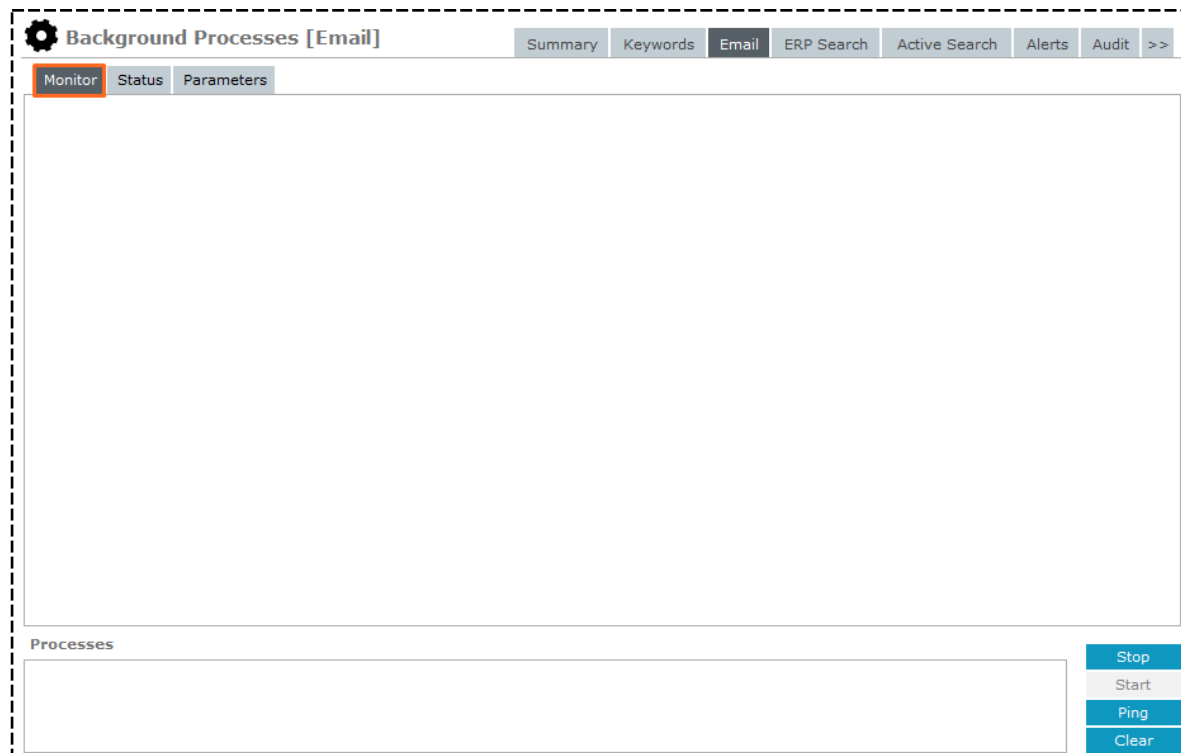 Background Processes [Email]
Summary Keywords Email ERP Search Active Search Alerts Audit >>
Monitor Status Parameters
Processes
Stop
Start
Ping
Clear